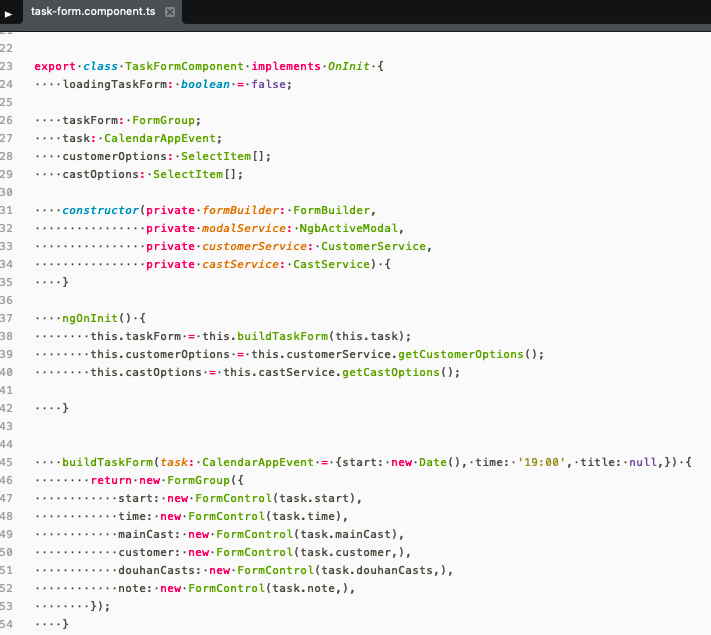 task-form.component.ts
21
22
23 export class TaskFormComponent implements OnInit {
24 ····loadingTaskForm: boolean = false;
25
26 ····taskForm: FormGroup;
27 ····task: CalendarAppEvent;
28 ····customerOptions: SelectItem[];
29 ····castOptions: SelectItem[];
30
31 ····constructor(private formBuilder: FormBuilder,
32 ················private modalService: NgbActiveModal,
33 ················private customerService: CustomerService,
34 ················private castService: CastService) {
35 ····}
36
37 ····ngOnInit() {
38 ········this.taskForm = this.buildTaskForm(this.task);
39 ········this.customerOptions = this.customerService.getCustomerOptions();
40 ········this.castOptions = this.castService.getCastOptions();
41
42 ····}
43
44
45 ····buildTaskForm(task: CalendarAppEvent = {start: new Date(), time: '19:00', title: null,}) {
46 ········return new FormGroup({
47 ············start: new FormControl(task.start),
48 ············time: new FormControl(task.time),
49 ············mainCast: new FormControl(task.mainCast),
50 ············customer: new FormControl(task.customer,),
51 ············douhanCasts: new FormControl(task.douhanCasts,),
52 ············note: new FormControl(task.note,),
53 ········});
54 ····}